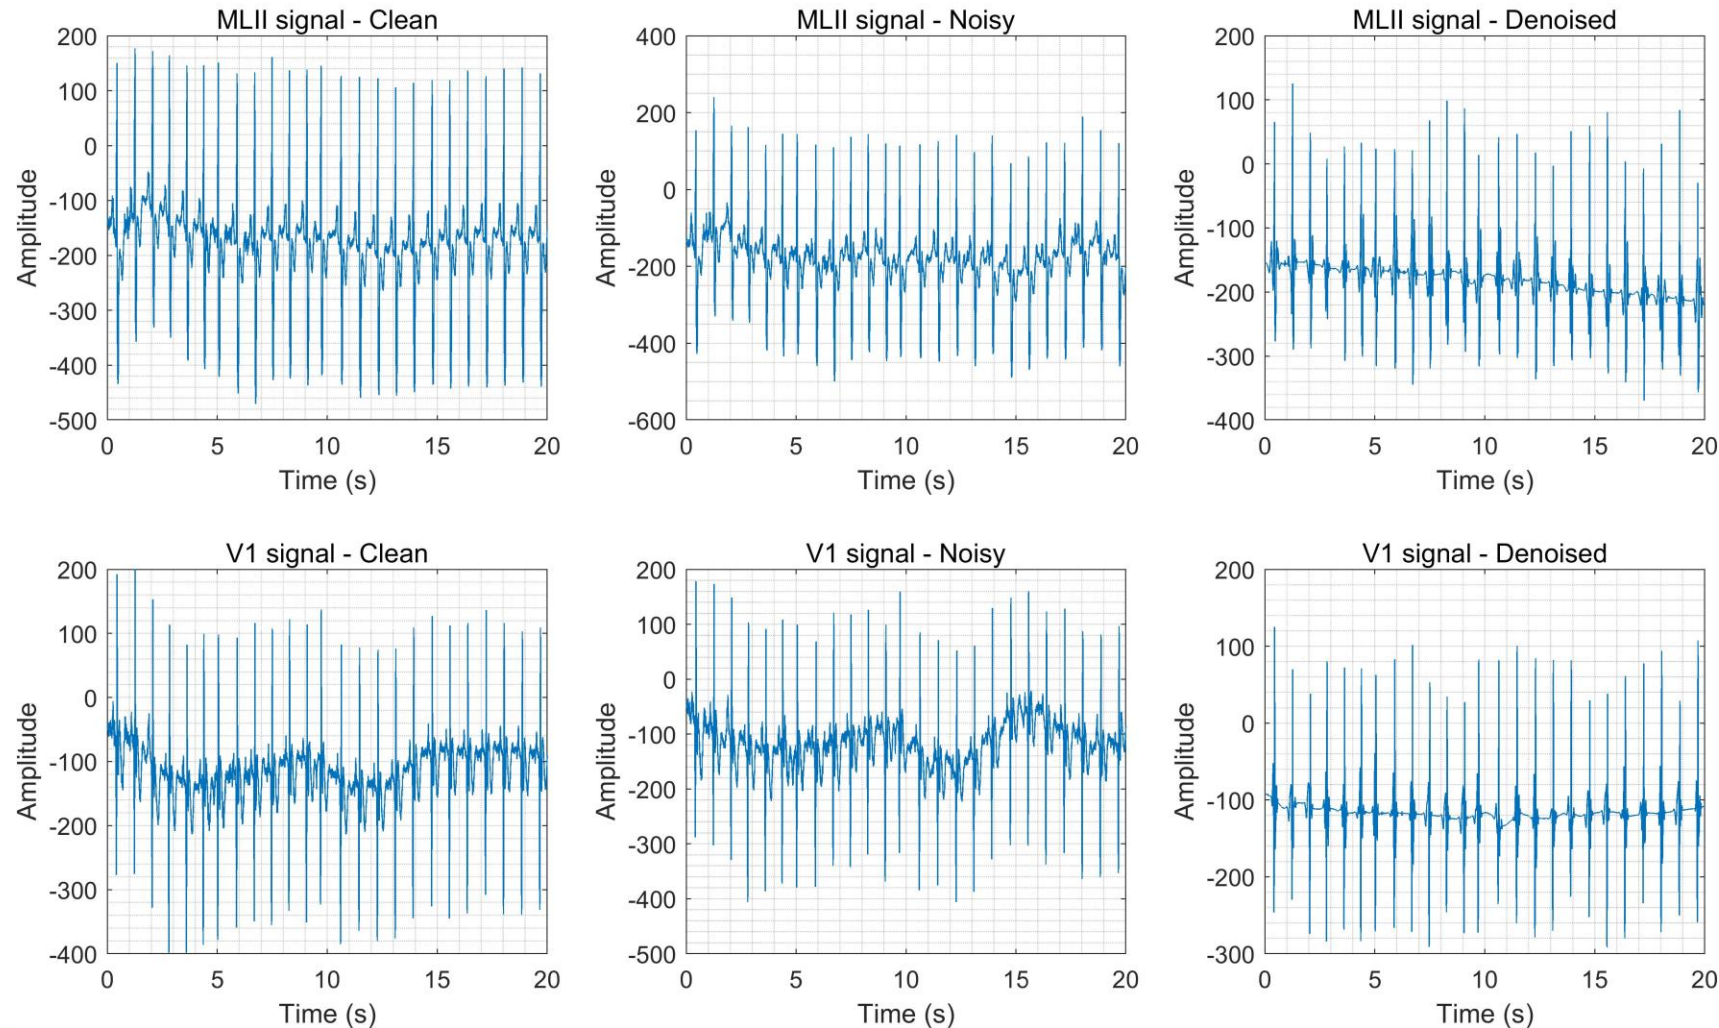 MLII signal - Clean
200
100
0
-100
-200
-300
-400
-500
Amplitude
0 5 10 15 20
Time (s)
MLII signal - Noisy
400
200
0
-200
-400
-600
Amplitude
0 5 10 15 20
Time (s)
MLII signal - Denoised
200
100
0
-100
-200
-300
-400
Amplitude
0 5 10 15 20
Time (s)
V1 signal - Clean
200
100
0
-100
-200
-300
-400
Amplitude
0 5 10 15 20
Time (s)
V1 signal - Noisy
200
100
0
-100
-200
-300
-400
-500
Amplitude
0 5 10 15 20
Time (s)
V1 signal - Denoised
200
100
0
-100
-200
-300
Amplitude
0 5 10 15 20
Time (s)